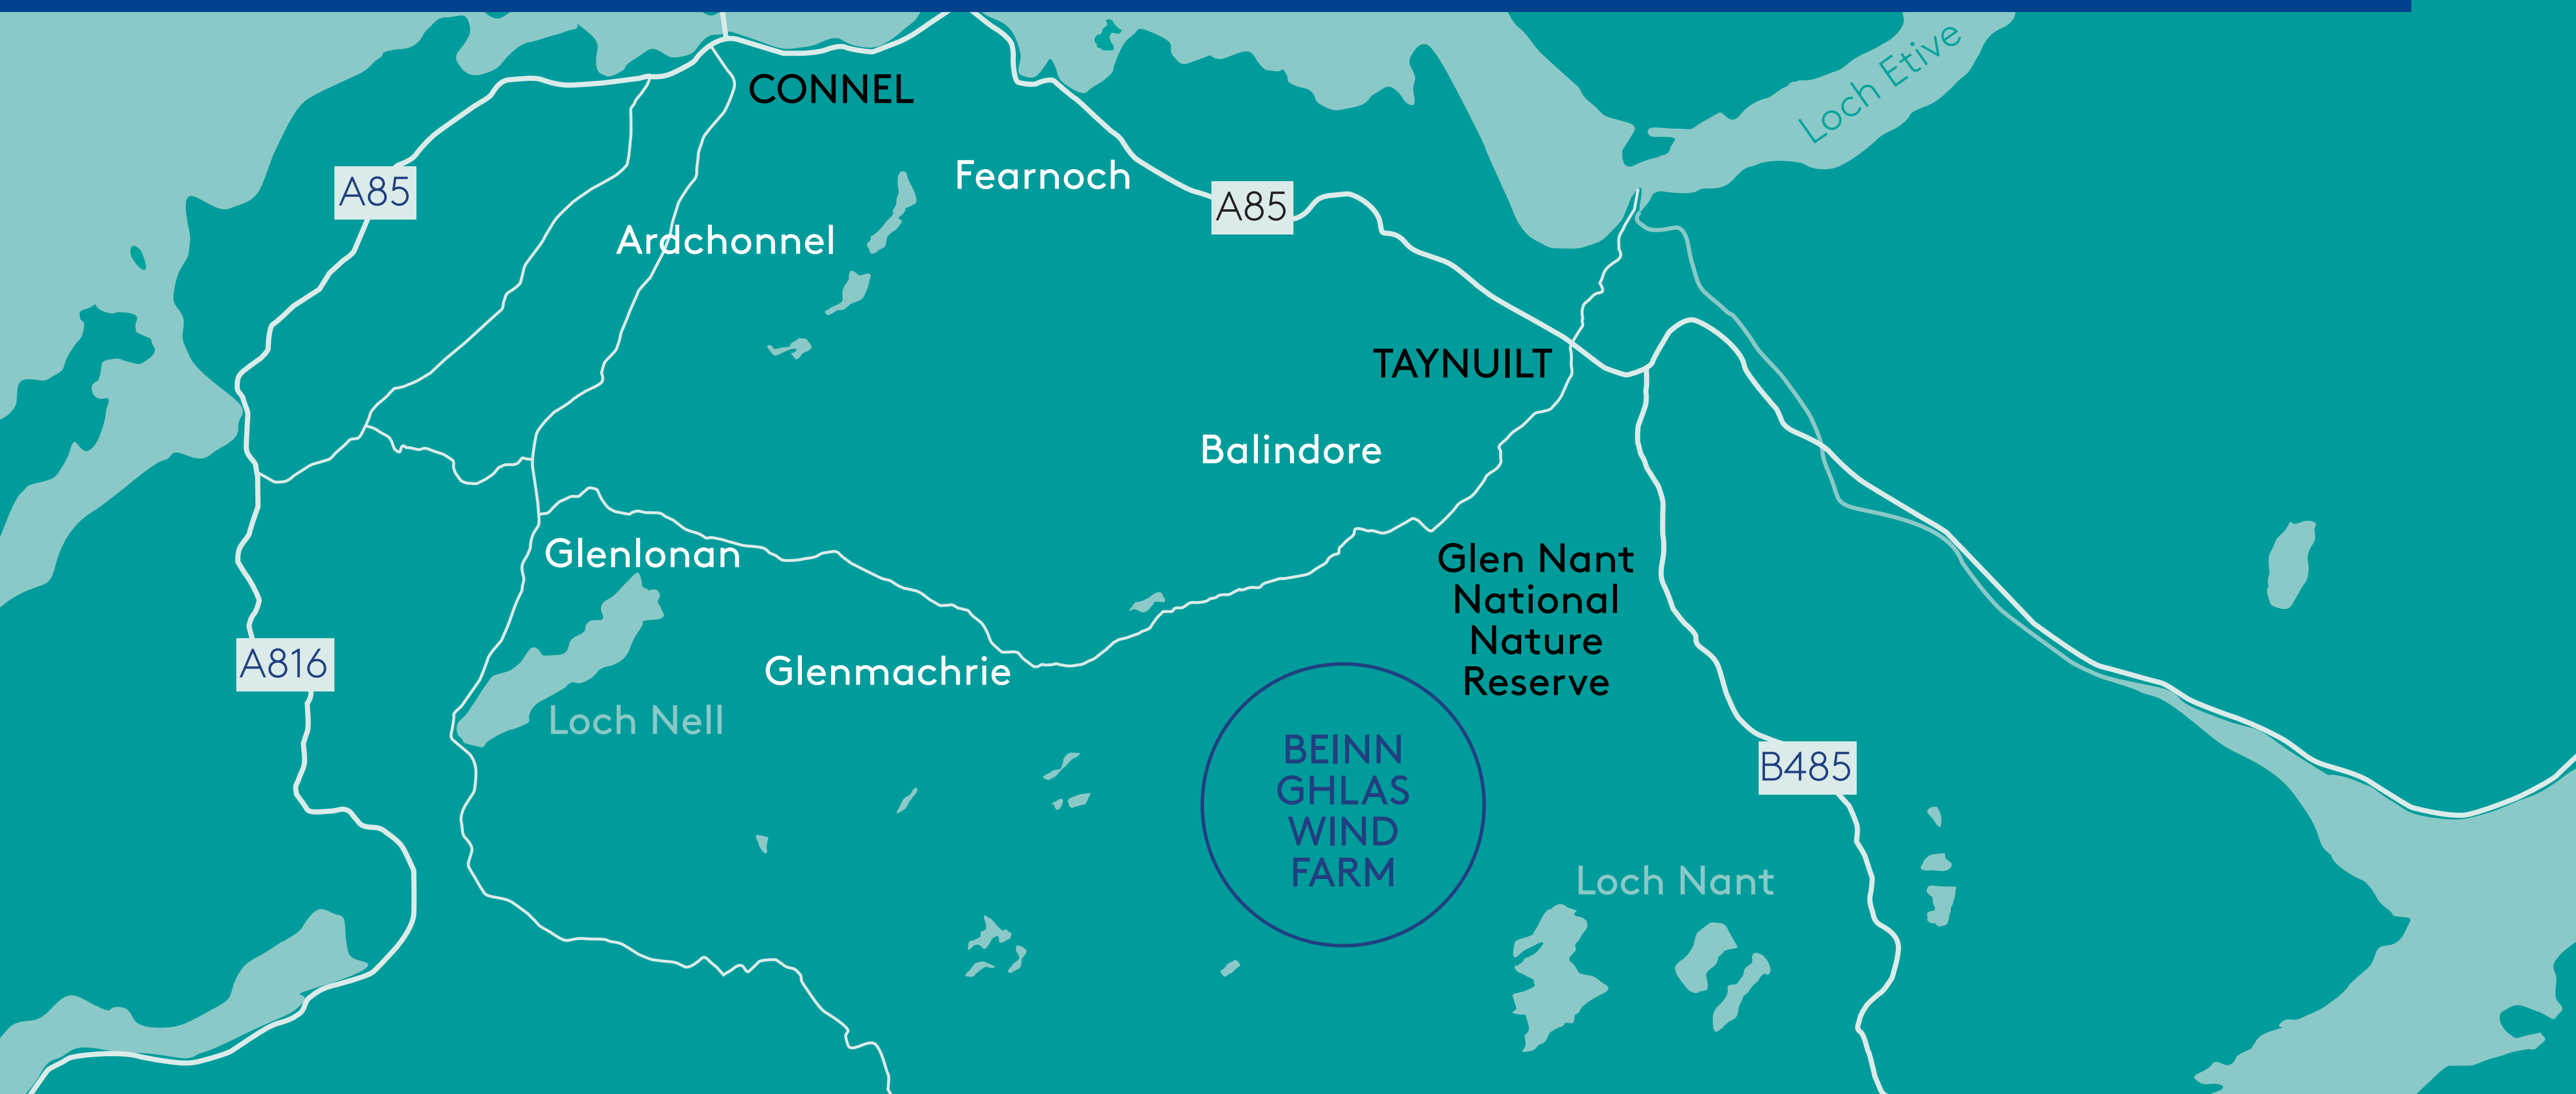 Loch Etive
CONNEL
Fearnoch
A85
A85
Ardchonnel
TAYNUILT
Balindore
Glenlonan
Glen Nant
National
Nature
Reserve
A816
Glenmachrie
Loch Nell
BEINN
GHLAS
WIND
FARM
B485
Loch Nant